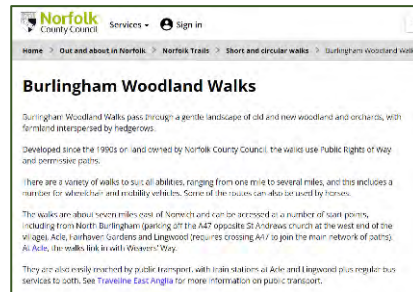 Norfolk
County Council
Services
Sign in
Home > Out and about in Norfolk > Norfolk Trails > Short and circular walks > Burlingham Woodland Walk
Burlingham Woodland Walks
Burlingham Woodland Walks pass through a gentle landscape of old and new woodland and orchards, with
farmland interspersed by hedgerows.
Developed since the 1990s on land owned by Norfolk County Council, the walks use Public Rights of Way
and permissive paths.
There are a variety of walks to suit all abilities, ranging from one mile to several miles, and this includes a
number for wheelchair and mobility vehicles. Some of the routes can also be used by horses.
The walks are about seven miles east of Norwich and can be accessed at a number of start points,
including from North Burlingham (parking off the A47 opposite St Andrews church at the west end of the
village), Acle, Fairhaven Gardens and Lingwood (requires crossing A47 to join the main network of paths).
At Acle, the walks link in with Weavers' Way.
They are also easily reached by public transport, with train stations at Acle and Lingwood plus regular bus
services to both. See Traveline East Anglia for more information on public transport.